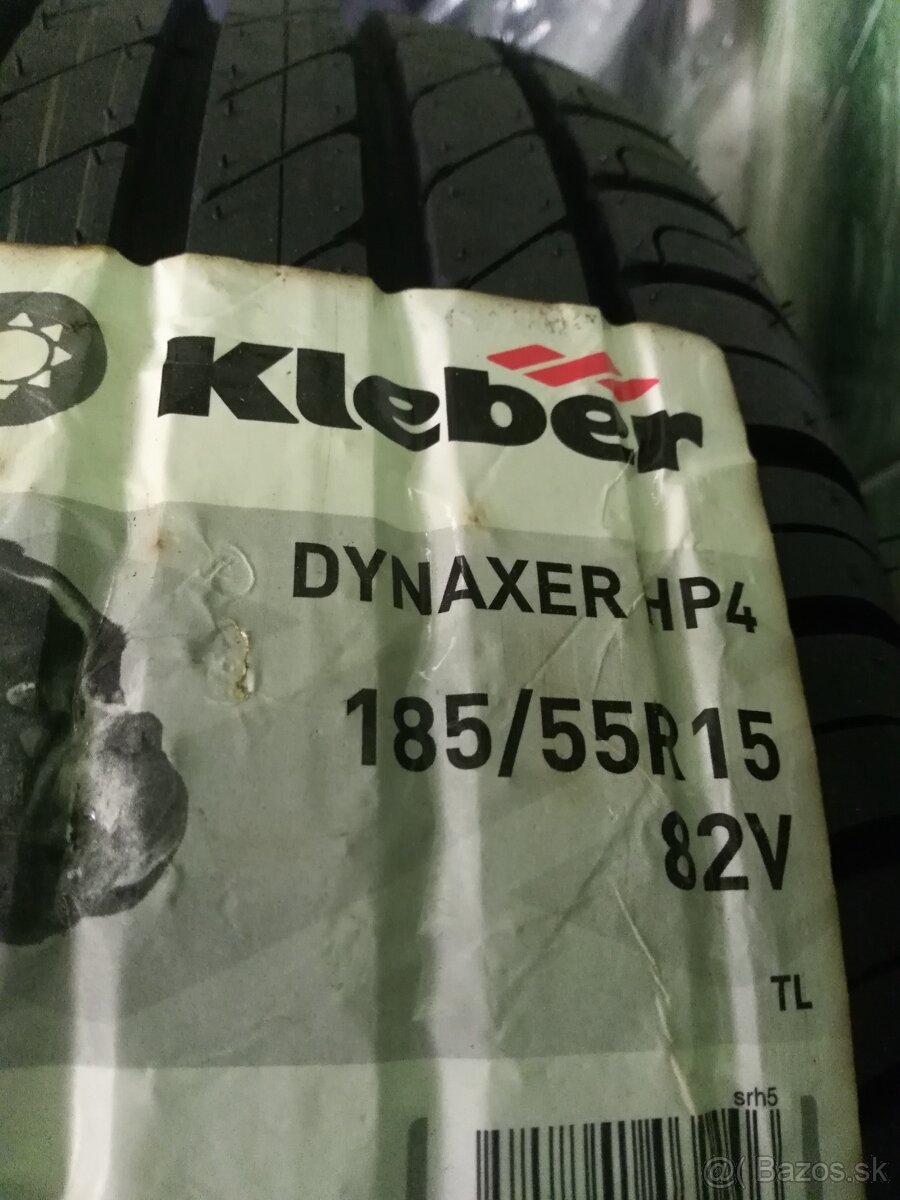 Kleber
DYNAXER HP4
185/55R15
82V
TL
srh5
@( Bazos.sk